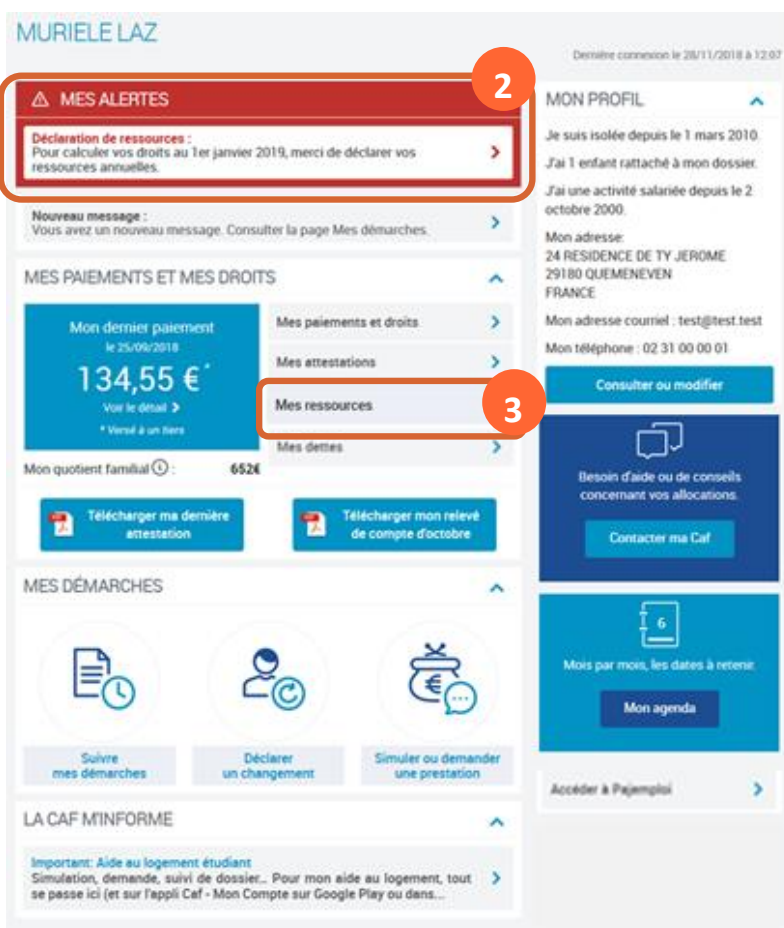 MURIELE LAZ
Dernière connexion le 28/11/2018 à 12:07
2
MES ALERTES
Déclaration de ressources :
Pour calculer vos droits au 1er janvier 2019, merci de déclarer vos
ressources annuelles.
Nouveau message :
Vous avez un nouveau message. Consulter la page Mes démarches.
MES PAIEMENTS ET MES DROITS
Mon dernier paiement
le 25/09/2018
134,55 € *
Voir le détail
* Versé à un tiers
Mes paiements et droits
Mes attestations
Mes ressources
3
Mes dettes
Mon quotient familial : 652€
Télécharger ma dernière
attestation
Télécharger mon relevé
de compte d'octobre
MES DÉMARCHES
Suivre
mes démarches
Déclarer
un changement
Simuler ou demander
une prestation
LA CAF M'INFORME
Important: Aide au logement étudiant
Simulation, demande, suivi de dossier... Pour mon aide au logement, tout
se passe ici (et sur l'appli Caf - Mon Compte sur Google Play ou dans...
MON PROFIL
Je suis isolée depuis le 1 mars 2010.
J'ai 1 enfant rattaché à mon dossier.
J'ai une activité salariée depuis le 2
octobre 2000.
Mon adresse:
24 RESIDENCE DE TY JEROME
29180 QUEMENEVEN
FRANCE
Mon adresse courriel : test@test.test
Mon téléphone : 02 31 00 00 01
Consulter ou modifier
Besoin d'aide ou de conseils
concernant vos allocations.
Contacter ma Caf
6
Mois par mois, les dates à retenir.
Mon agenda
Accéder à Pajemploi